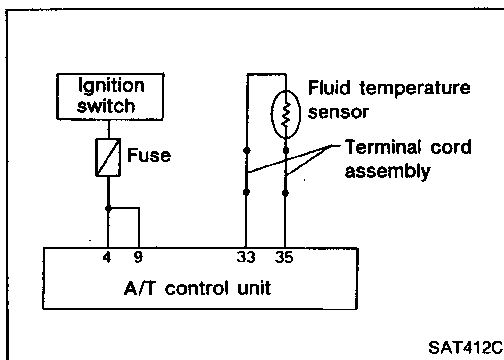 Ignition
switch
Fuse
Fluid temperature
sensor
Terminal cord
assembly
4 9 33 35
A/T control unit
SAT412C